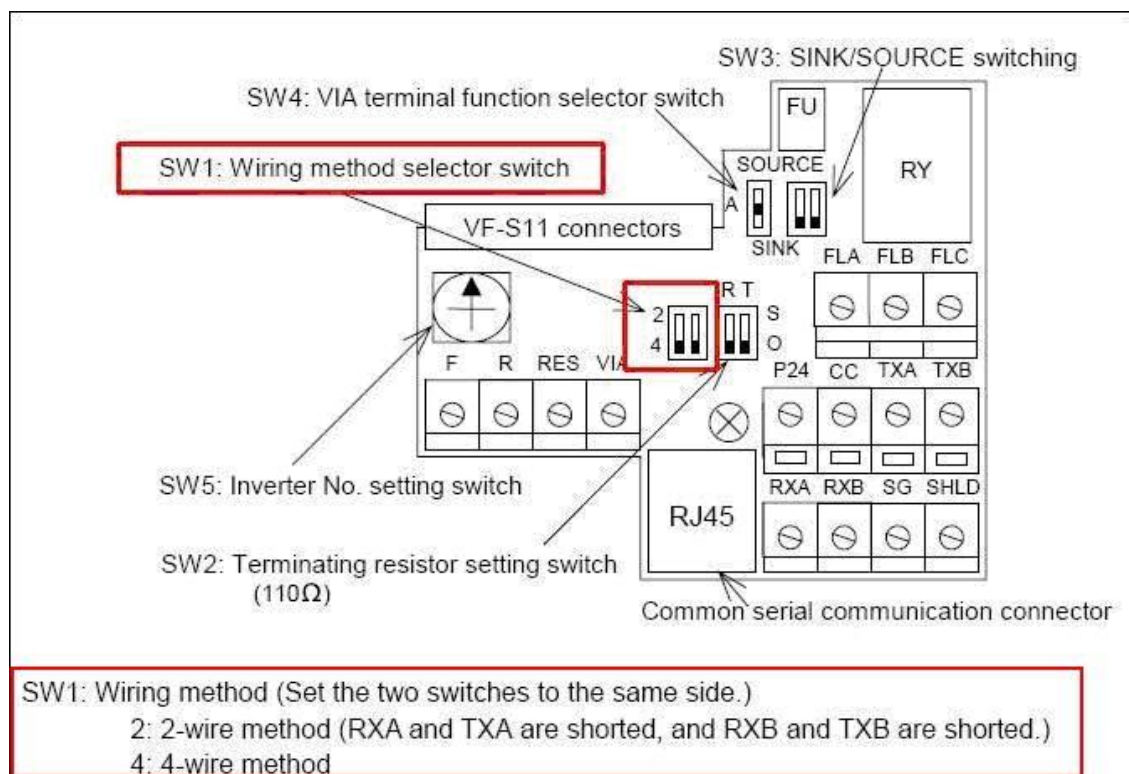 SW3: SINK/SOURCE switching
SW4: VIA terminal function selector switch
FU
SW1: Wiring method selector switch
SOURCE
RY
A
VF-S11 connectors
SINK
FLA FLB FLC
R T
2
S
4
O
F R RES VIA
P24 CC TXA TXB
SW5: Inverter No. setting switch
RXA RXB SG SHLD
RJ45
SW2: Terminating resistor setting switch
(110Ω)
Common serial communication connector
SW1: Wiring method (Set the two switches to the same side.)
2: 2-wire method (RXA and TXA are shorted, and RXB and TXB are shorted.)
4: 4-wire method